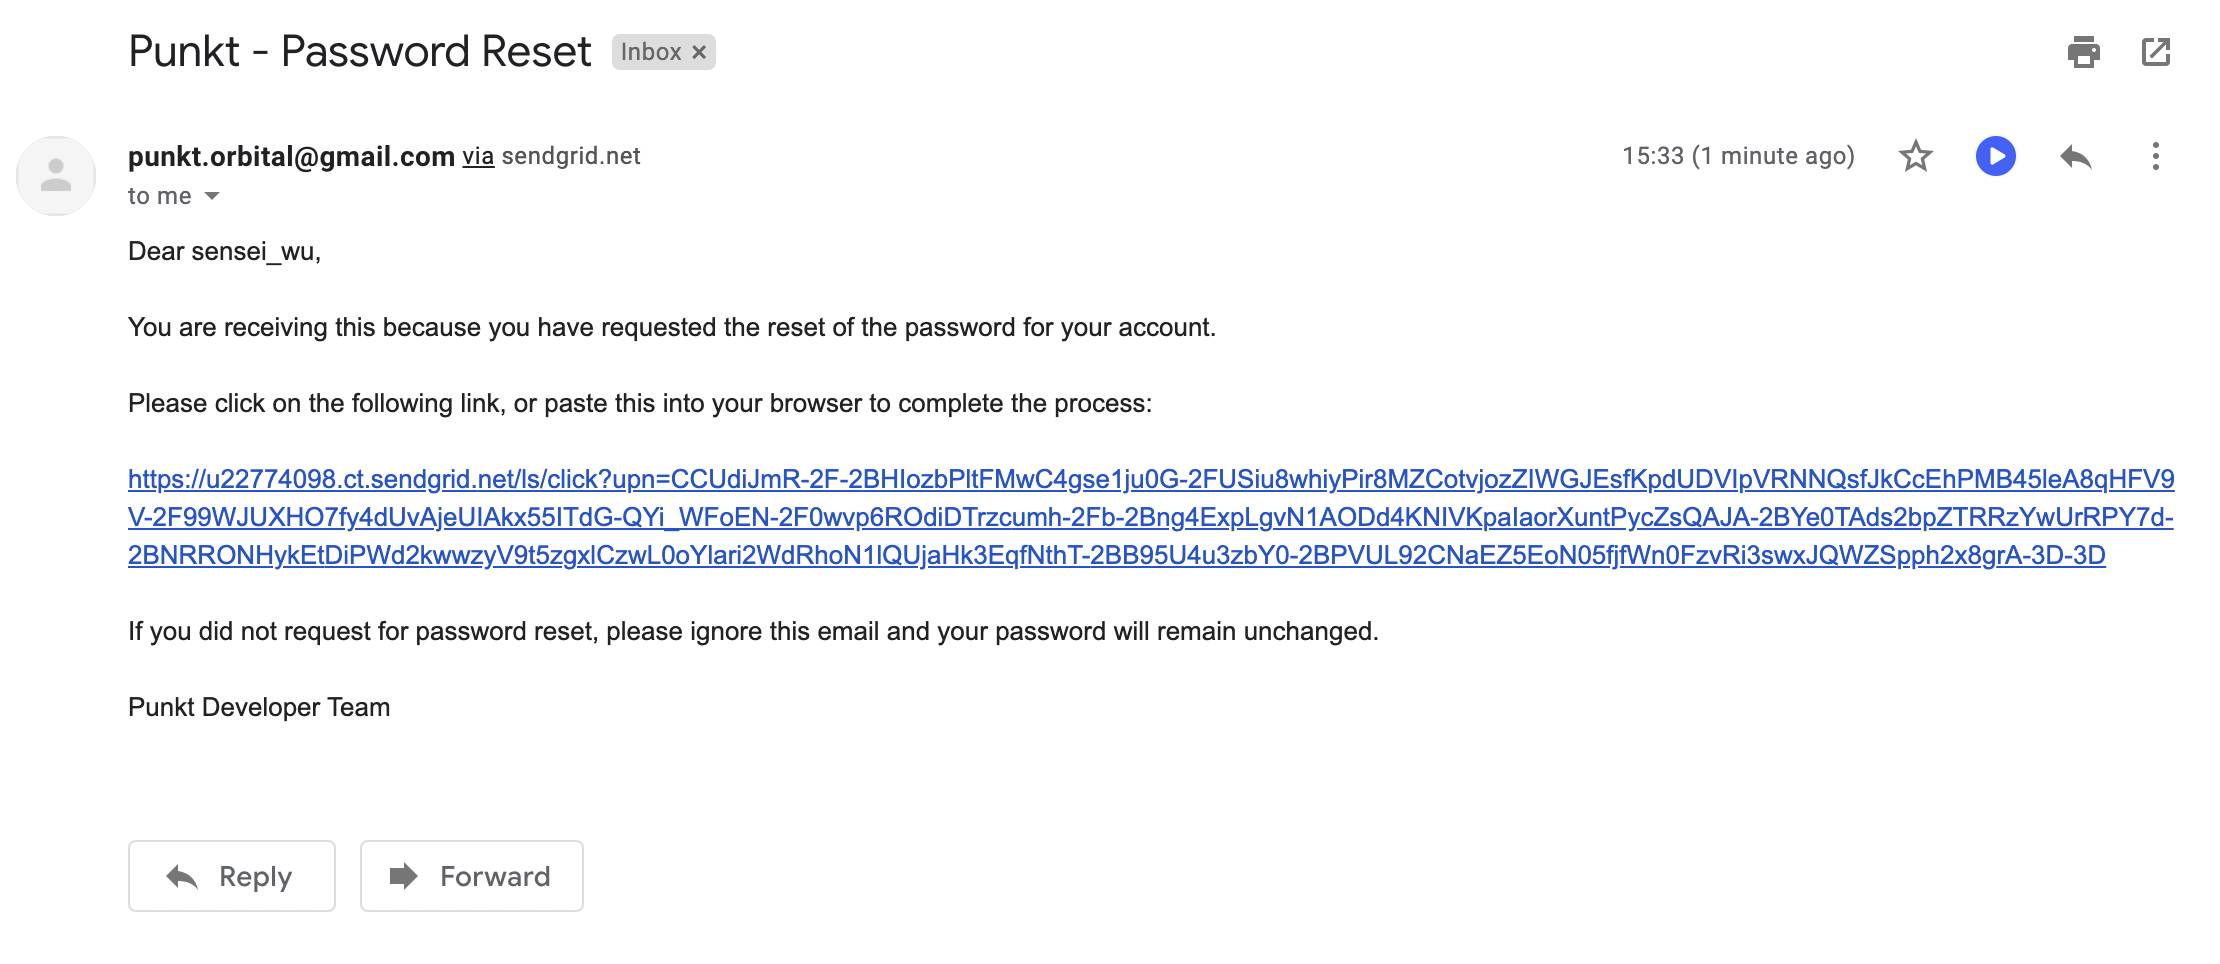 Punkt - Password Reset Inbox ×
punkt.orbital@gmail.com via sendgrid.net 15:33 (1 minute ago)
to me
Dear sensei_wu,
You are receiving this because you have requested the reset of the password for your account.
Please click on the following link, or paste this into your browser to complete the process:
https://u22774098.ct.sendgrid.net/ls/click?upn=CCUdiJmR-2F-2BHIozbPltFMwC4gse1ju0G-2FUSiu8whiyPir8MZCotvjozZIWGJEsfKpdUDVIpVRNNQsfJkCcEhPMB45leA8qHFV9
V-2F99WJUXHO7fy4dUvAjeUIAkx55ITdG-QYi_WFoEN-2F0wvp6ROdiDTrzcumh-2Fb-2Bng4ExpLgvN1AODd4KNIVKpaIaorXuntPycZsQAJA-2BYe0TAds2bpZTRRzYwUrRPY7d-
2BNRRONHykEtDiPWd2kwwzyV9t5zgxlCzwL0oYlari2WdRhoN1lQUjaHk3EqfNthT-2BB95U4u3zbY0-2BPVUL92CNaEZ5EoN05fjfWn0FzvRi3swxJQWZSpph2x8grA-3D-3D
If you did not request for password reset, please ignore this email and your password will remain unchanged.
Punkt Developer Team
Reply Forward